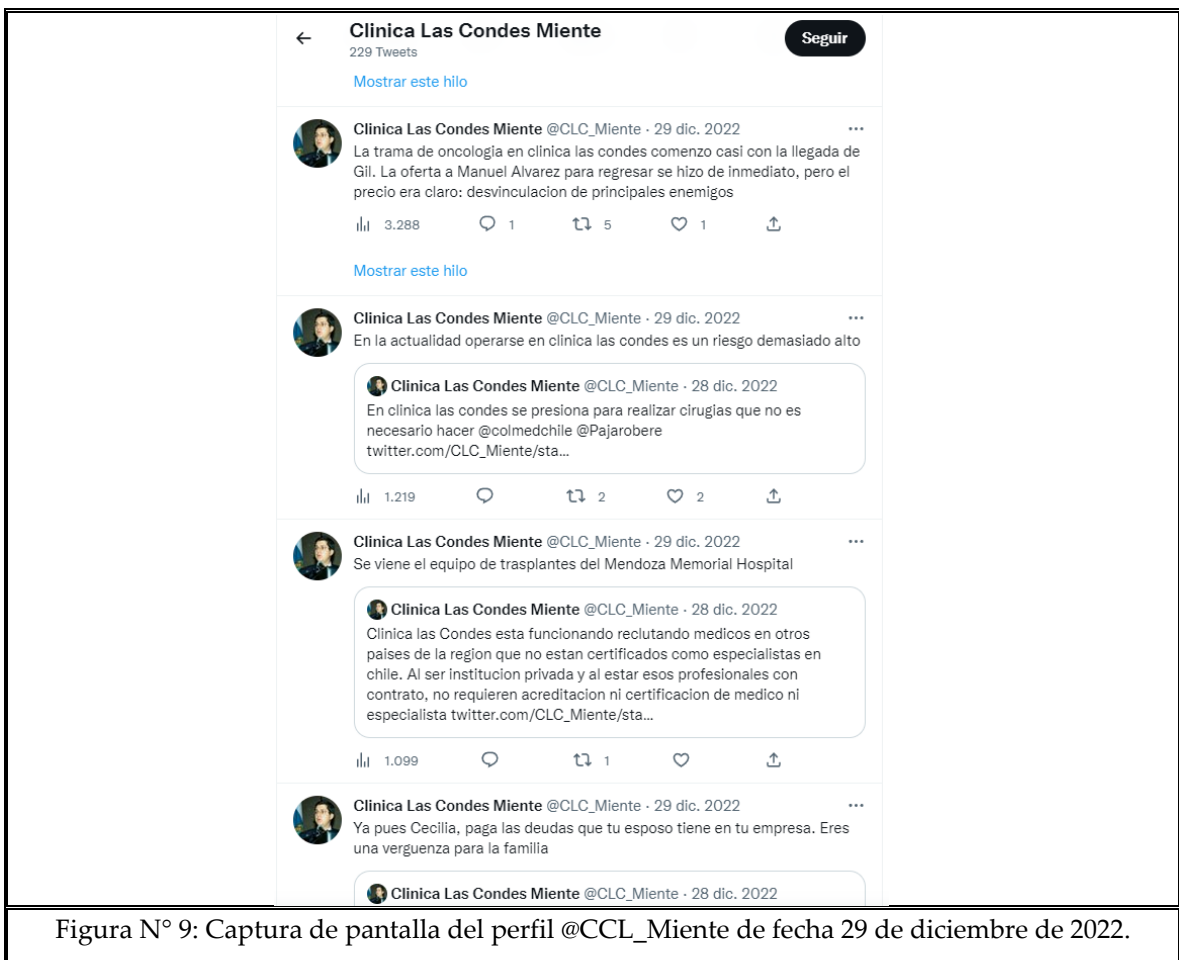 Clinica Las Condes Miente
229 Tweets
Seguir
Mostrar este hilo
Clinica Las Condes Miente @CLC_Miente · 29 dic. 2022
La trama de oncologia en clinica las condes comenzo casi con la llegada de
Gil. La oferta a Manuel Alvarez para regresar se hizo de inmediato, pero el
precio era claro: desvinculacion de principales enemigos
3.288 1 5 1
Mostrar este hilo
Clinica Las Condes Miente @CLC_Miente · 29 dic. 2022
En la actualidad operarse en clinica las condes es un riesgo demasiado alto
Clinica Las Condes Miente @CLC_Miente · 28 dic. 2022
En clinica las condes se presiona para realizar cirugias que no es
necesario hacer @colmedchile @Pajarobere
twitter.com/CLC_Miente/sta...
1.219 2 2
Clinica Las Condes Miente @CLC_Miente · 29 dic. 2022
Se viene el equipo de trasplantes del Mendoza Memorial Hospital
Clinica Las Condes Miente @CLC_Miente · 28 dic. 2022
Clinica las Condes esta funcionando reclutando medicos en otros
paises de la region que no estan certificados como especialistas en
chile. Al ser institucion privada y al estar esos profesionales con
contrato, no requieren acreditacion ni certificacion de medico ni
especialista twitter.com/CLC_Miente/sta...
1.099 1
Clinica Las Condes Miente @CLC_Miente · 29 dic. 2022
Ya pues Cecilia, paga las deudas que tu esposo tiene en tu empresa. Eres
una verguenza para la familia
Clinica Las Condes Miente @CLC_Miente · 28 dic. 2022
Figura N° 9: Captura de pantalla del perfil @CCL_Miente de fecha 29 de diciembre de 2022.